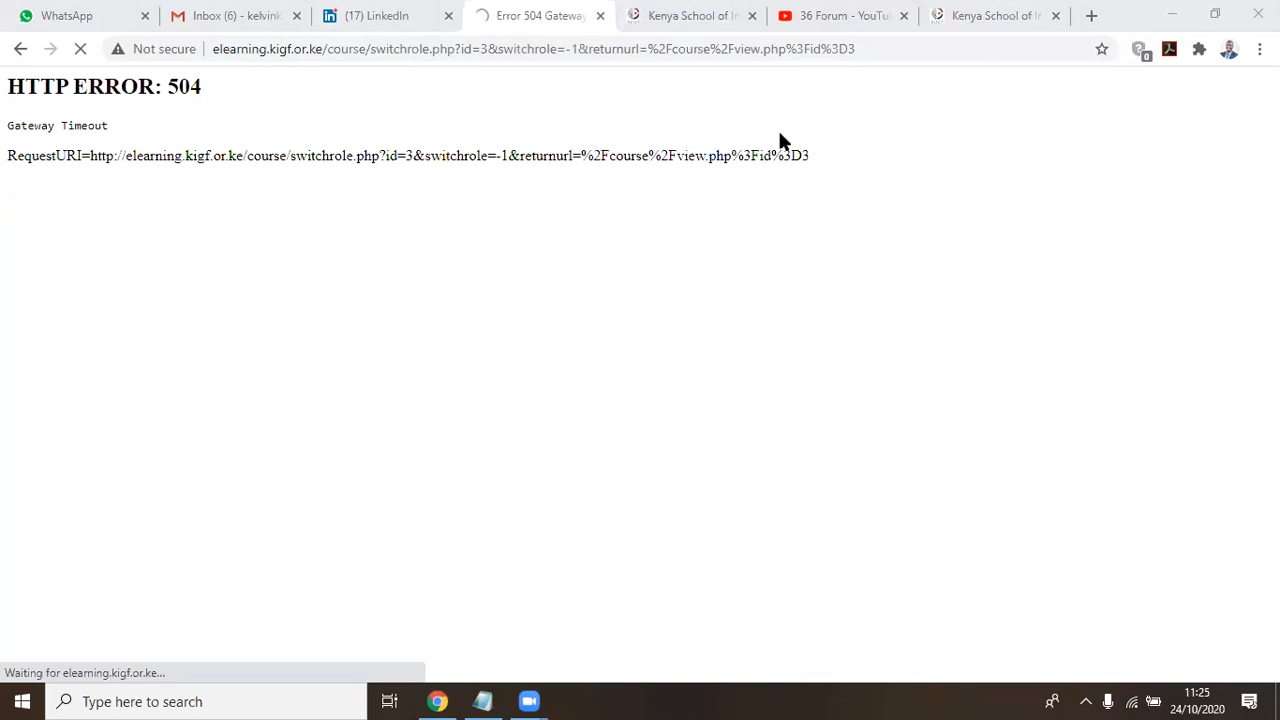 WhatsApp
Inbox (6) - kelvink
(17) LinkedIn
Error 504 Gateway
Kenya School of In
36 Forum - YouTu
Kenya School of In
Not secure
elearning.kigf.or.ke/course/switchrole.php?id=3&switchrole=-1&returnurl=%2Fcourse%2Fview.php%3Fid%3D3
0
HTTP ERROR: 504
Gateway Timeout
RequestURI=http://elearning.kigf.or.ke/course/switchrole.php?id=3&switchrole=-1&returnurl=%2Fcourse%2Fview.php%3Fid%3D3
Waiting for elearning.kigf.or.ke...
Type here to search
11:25
24/10/2020